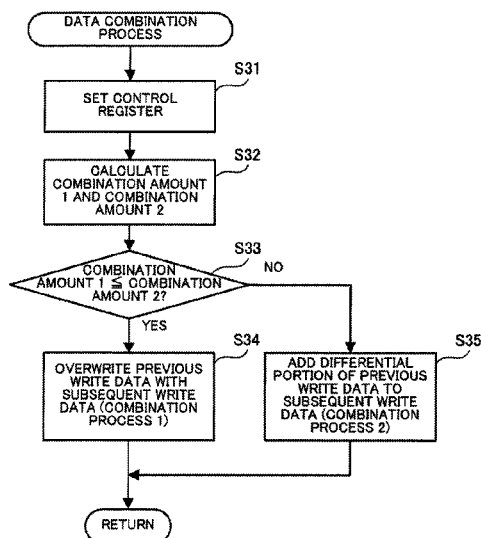 DATA COMBINATION
PROCESS
S31
SET CONTROL
REGISTER
S32
CALCULATE
COMBINATION AMOUNT
1 AND COMBINATION
AMOUNT 2
S33
COMBINATION
AMOUNT 1 ≦ COMBINATION
AMOUNT 2?
NO
YES
S34
OVERWRITE PREVIOUS
WRITE DATA WITH
SUBSEQUENT WRITE
DATA (COMBINATION
PROCESS 1)
S35
ADD DIFFERENTIAL
PORTION OF PREVIOUS
WRITE DATA TO
SUBSEQUENT WRITE
DATA (COMBINATION
PROCESS 2)
RETURN